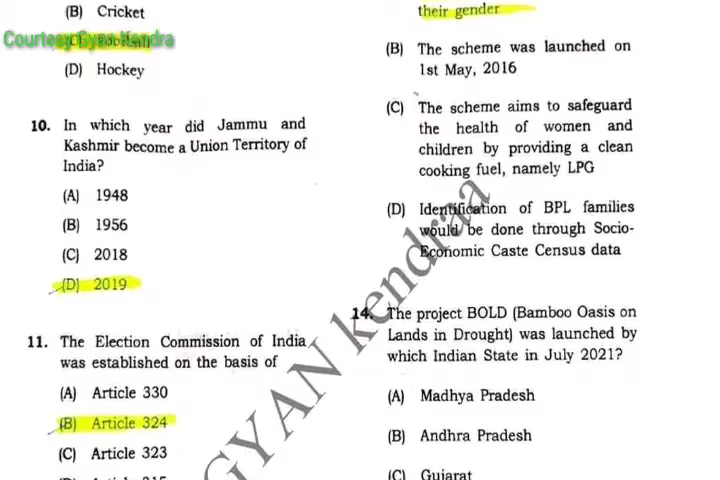 (B) Cricket
Courtesy Gyan Kendra
(C) Football
(D) Hockey
10. In which year did Jammu and
Kashmir become a Union Territory of
India?
(A) 1948
(B) 1956
(C) 2018
(D) 2019
11. The Election Commission of India
was established on the basis of
(A) Article 330
(B) Article 324
(C) Article 323
their gender
(B) The scheme was launched on
1st May, 2016
(C) The scheme aims to safeguard
the health of women and
children by providing a clean
cooking fuel, namely LPG
(D) Identification of BPL families
would be done through Socio-
Economic Caste Census data
14. The project BOLD (Bamboo Oasis on
Lands in Drought) was launched by
which Indian State in July 2021?
(A) Madhya Pradesh
(B) Andhra Pradesh
(C) Gujarat
GYAN kendraa